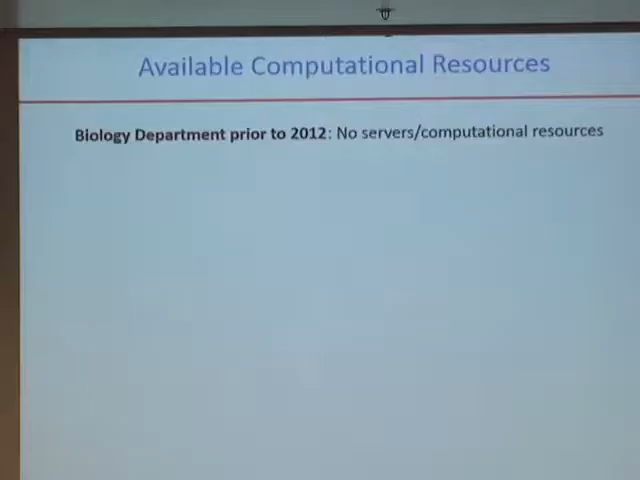 Available Computational Resources
Biology Department prior to 2012: No servers/computational resources